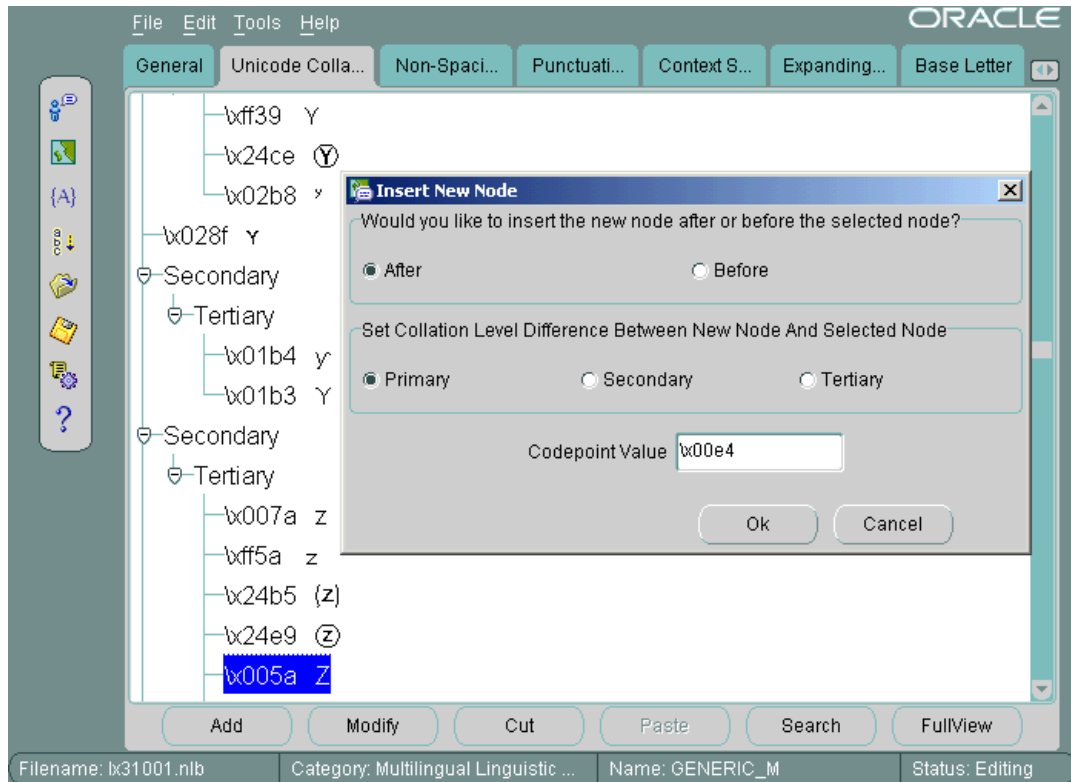 File Edit Tools Help
ORACLE
General Unicode Colla... Non-Spaci... Punctuati... Context S... Expanding... Base Letter
{A}
a
b
c
?
\xff39 Y
\x24ce Ⓨ
\x02b8 ʸ
\x028f ʏ
Secondary
Tertiary
\x01b4 ƴ
\x01b3 Ƴ
Secondary
Tertiary
\x007a z
\xff5a z
\x24b5 (z)
\x24e9 ⓩ
\x005a Z
Insert New Node
Would you like to insert the new node after or before the selected node?
After Before
Set Collation Level Difference Between New Node And Selected Node
Primary Secondary Tertiary
Codepoint Value \x00e4
Ok Cancel
Add Modify Cut Paste Search FullView
Filename: lx31001.nlb Category: Multilingual Linguistic ... Name: GENERIC_M Status: Editing